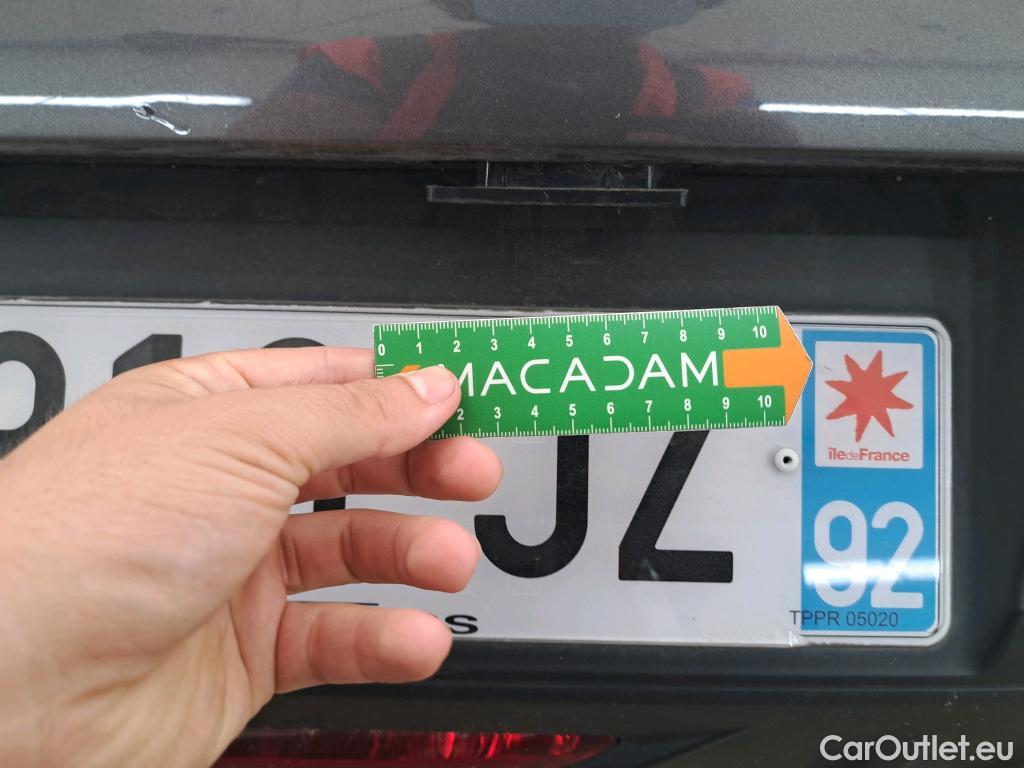 0 1 2 3 4 5 6 7 8 9 10
MACADAM
2 3 4 5 6 7 8 9 10
JZ
îledeFrance
92
TPPR 05020
s
CarOutlet.eu